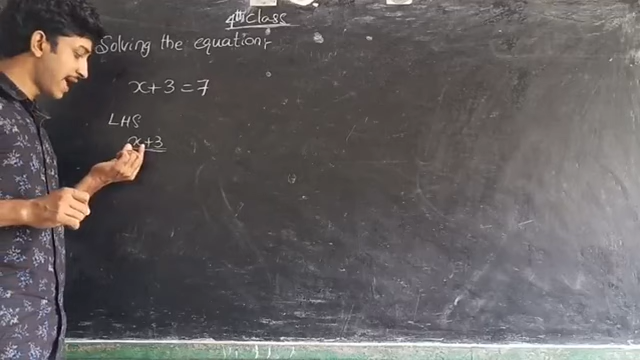 4th class
Solving the equation;
x+3=7
LHS
x+3